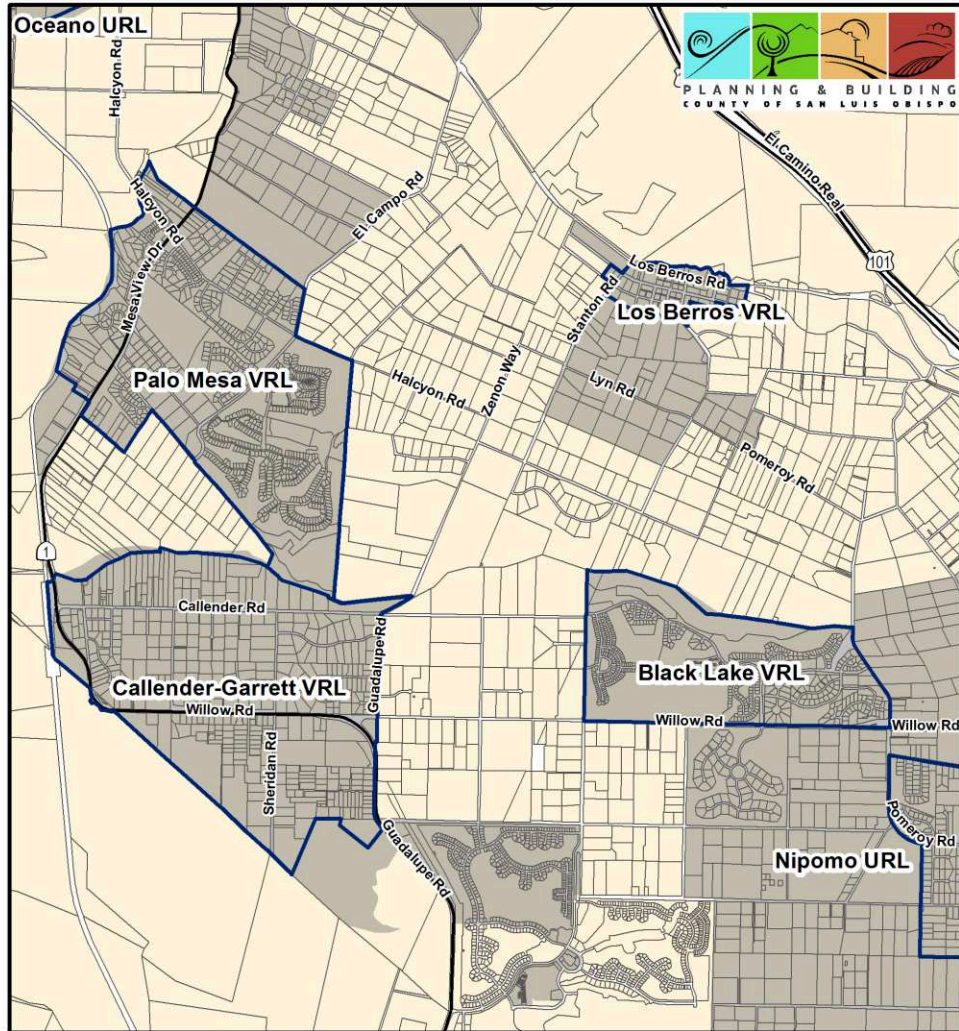 Oceano URL
PLANNING & BUILDING
COUNTY OF SAN LUIS OBISPO
Halcyon Rd
El Camino Real
101
Halcyon Rd
El Campo Rd
Mesa View Dr
Los Berros Rd
Stanton Rd
Los Berros VRL
Palo Mesa VRL
Halcyon Rd
Zenon Way
Lyn Rd
Pomeroy Rd
1
Callender Rd
Guadalupe Rd
Black Lake VRL
Callender-Garrett VRL
Willow Rd
Willow Rd
Willow Rd
Sheridan Rd
Guadalupe Rd
Pomeroy Rd
Nipomo URL